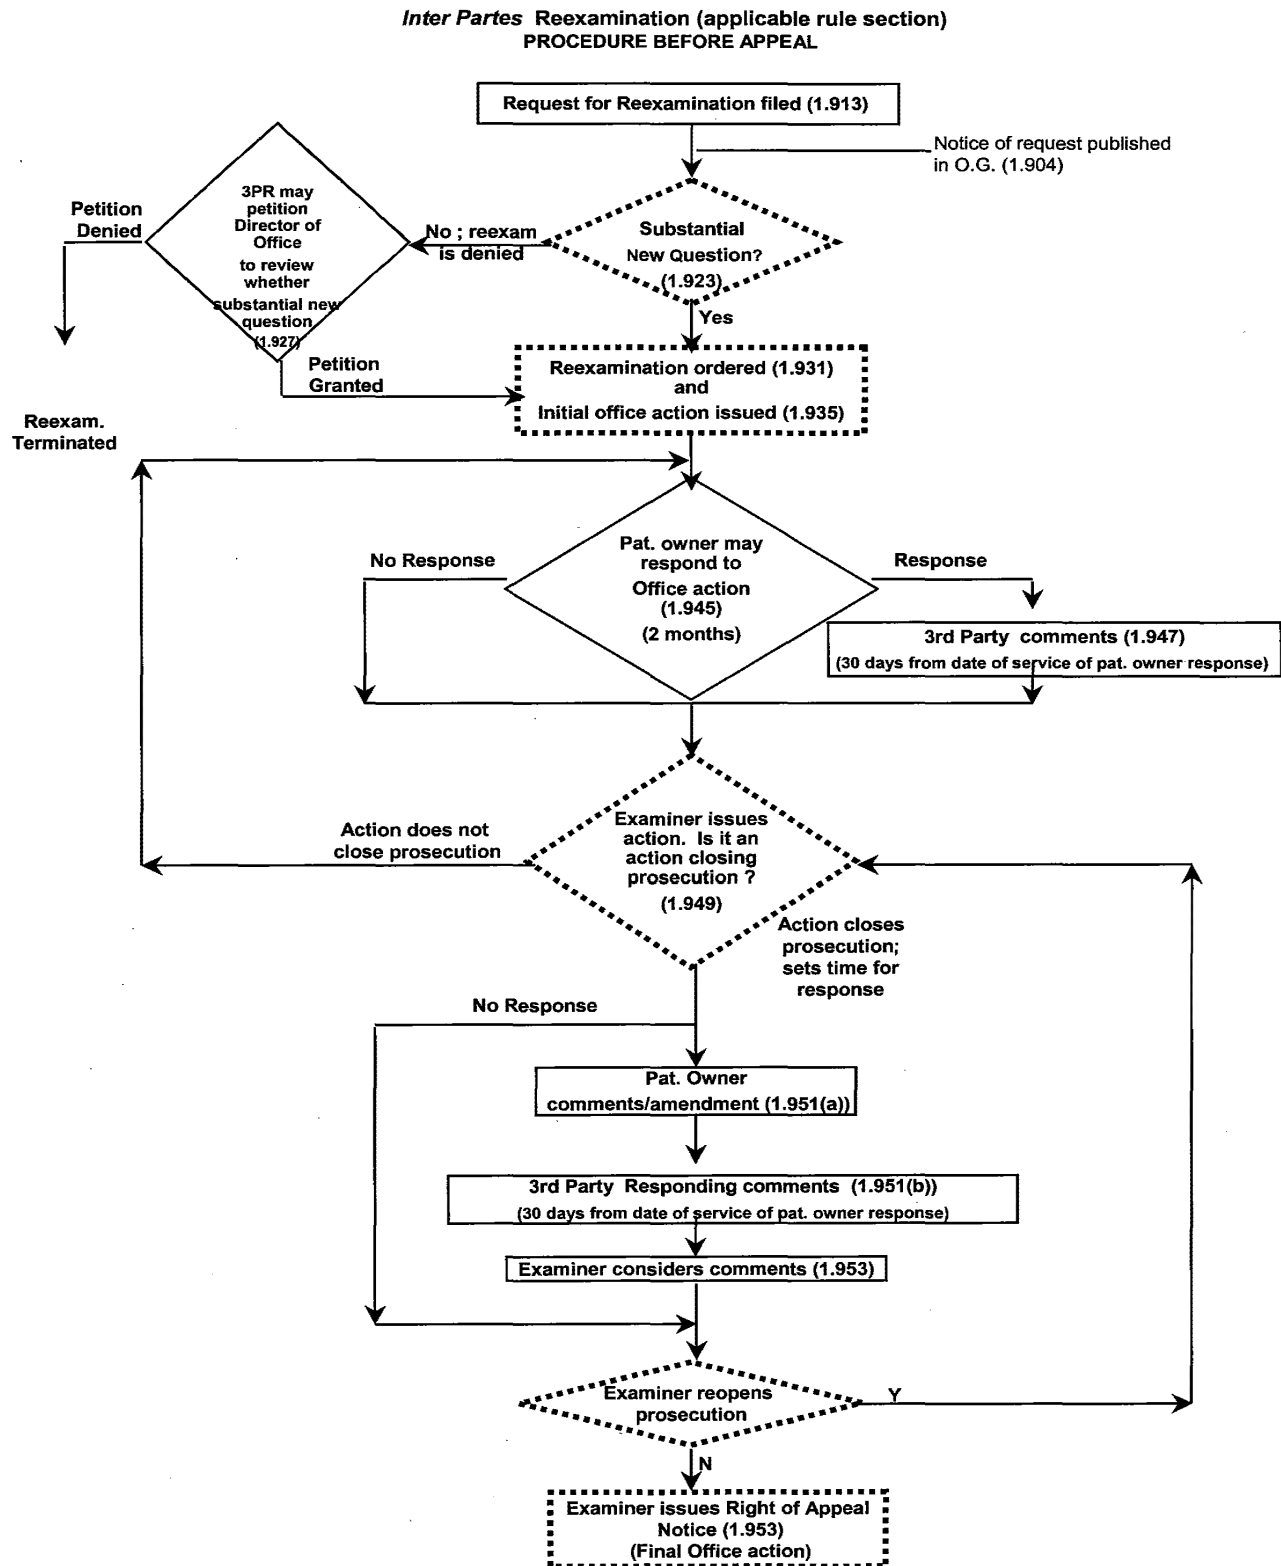 Inter Partes Reexamination (applicable rule section)
PROCEDURE BEFORE APPEAL
Request for Reexamination filed (1.913)
Notice of request published
in O.G. (1.904)
Substantial
New Question?
(1.923)
No ; reexam
is denied
3PR may
petition
Director of
Office
to review
whether
substantial new
question
(1.927)
Petition
Denied
Reexam.
Terminated
Petition
Granted
Yes
Reexamination ordered (1.931)
and
Initial office action issued (1.935)
Pat. owner may
respond to
Office action
(1.945)
(2 months)
No Response
Response
3rd Party comments (1.947)
(30 days from date of service of pat. owner response)
Examiner issues
action. Is it an
action closing
prosecution ?
(1.949)
Action does not
close prosecution
Action closes
prosecution;
sets time for
response
No Response
Pat. Owner
comments/amendment (1.951(a))
3rd Party Responding comments (1.951(b))
(30 days from date of service of pat. owner response)
Examiner considers comments (1.953)
Examiner reopens
prosecution
Y
N
Examiner issues Right of Appeal
Notice (1.953)
(Final Office action)